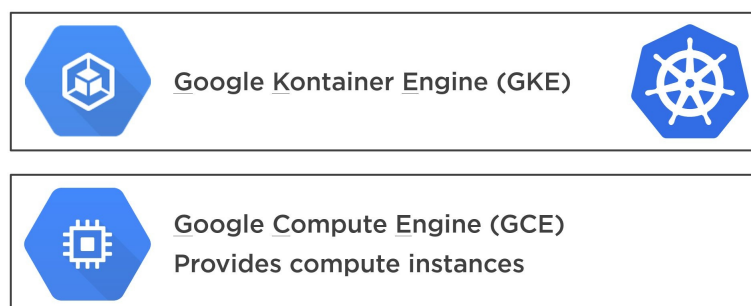 Google Kontainer Engine (GKE)
Google Compute Engine (GCE)
Provides compute instances